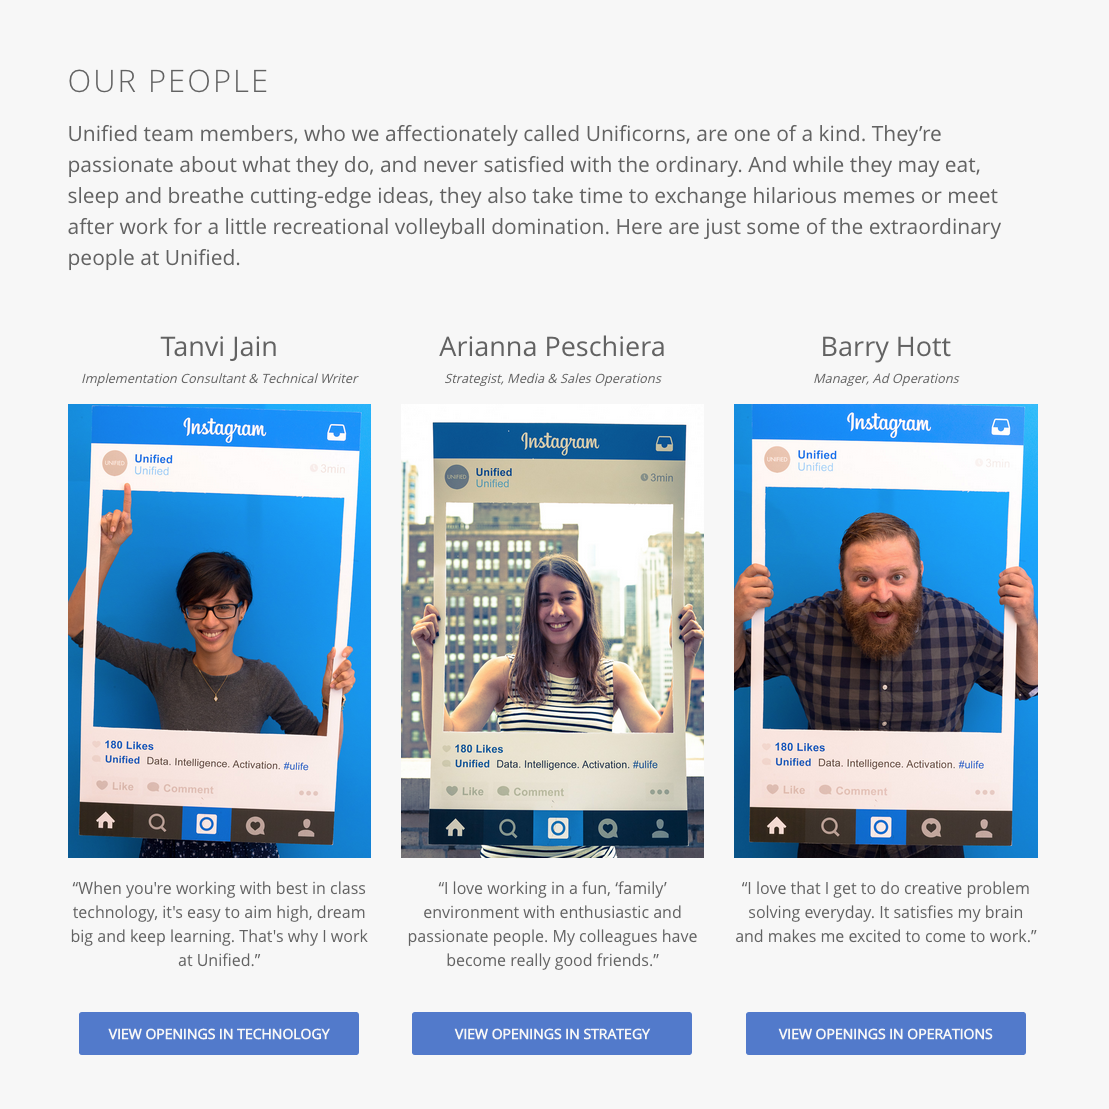 OUR PEOPLE
Unified team members, who we affectionately called Unificorns, are one of a kind. They’re
passionate about what they do, and never satisfied with the ordinary. And while they may eat,
sleep and breathe cutting-edge ideas, they also take time to exchange hilarious memes or meet
after work for a little recreational volleyball domination. Here are just some of the extraordinary
people at Unified.
Tanvi Jain
Implementation Consultant & Technical Writer
Instagram
UNIFIED
Unified
Unified
3min
180 Likes
Unified Data. Intelligence. Activation. #ulife
Like Comment
“When you're working with best in class
technology, it's easy to aim high, dream
big and keep learning. That's why I work
at Unified.”
VIEW OPENINGS IN TECHNOLOGY
Arianna Peschiera
Strategist, Media & Sales Operations
Instagram
UNIFIED
Unified
Unified
3min
180 Likes
Unified Data. Intelligence. Activation. #ulife
Like Comment
“I love working in a fun, ‘family’
environment with enthusiastic and
passionate people. My colleagues have
become really good friends.”
VIEW OPENINGS IN STRATEGY
Barry Hott
Manager, Ad Operations
Instagram
UNIFIED
Unified
Unified
3min
180 Likes
Unified Data. Intelligence. Activation. #ulife
Like Comment
“I love that I get to do creative problem
solving everyday. It satisfies my brain
and makes me excited to come to work.”
VIEW OPENINGS IN OPERATIONS